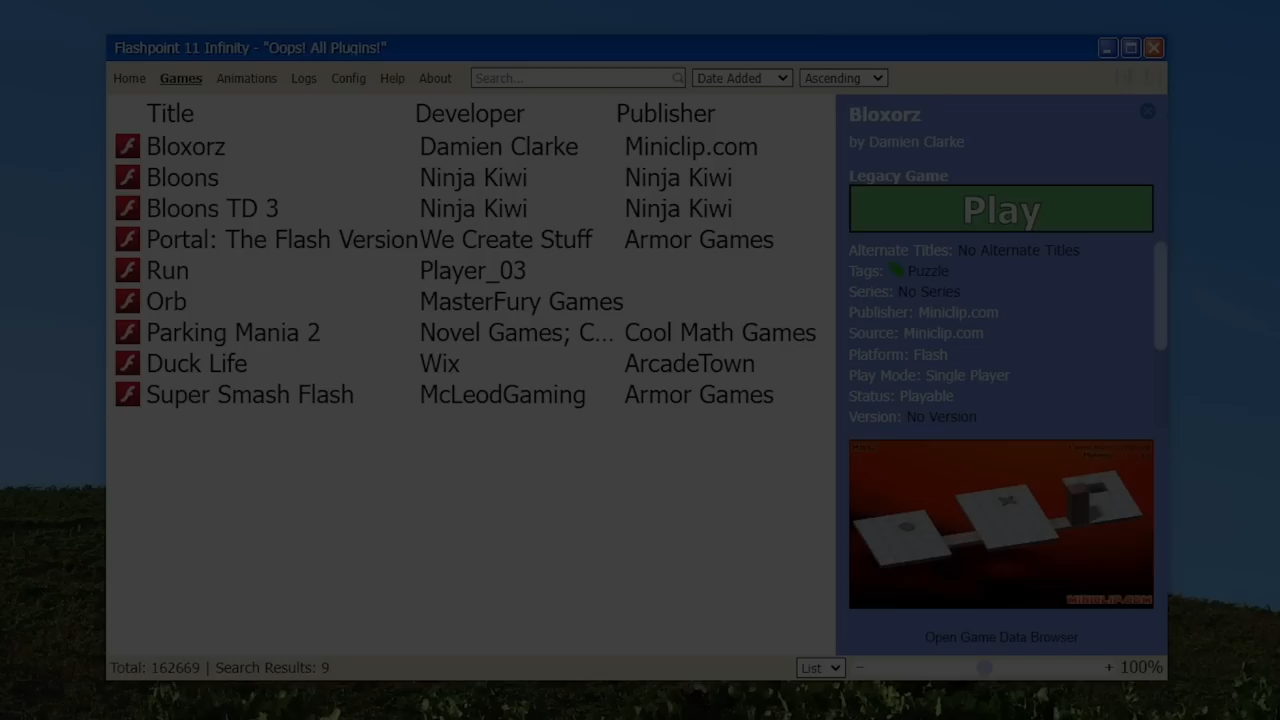 Flashpoint 11 Infinity - "Oops! All Plugins!"
Home Games Animations Logs Config Help About Search... Date Added Ascending
Title Developer Publisher
Bloxorz Damien Clarke Miniclip.com
Bloons Ninja Kiwi Ninja Kiwi
Bloons TD 3 Ninja Kiwi Ninja Kiwi
Portal: The Flash Version We Create Stuff Armor Games
Run Player_03
Orb MasterFury Games
Parking Mania 2 Novel Games; C... Cool Math Games
Duck Life Wix ArcadeTown
Super Smash Flash McLeodGaming Armor Games
Bloxorz
by Damien Clarke
Legacy Game
Play
Alternate Titles: No Alternate Titles
Tags: Puzzle
Series: No Series
Publisher: Miniclip.com
Source: Miniclip.com
Platform: Flash
Play Mode: Single Player
Status: Playable
Version: No Version
MINICLIP.COM
Open Game Data Browser
Total: 162669 | Search Results: 9
List − + 100%